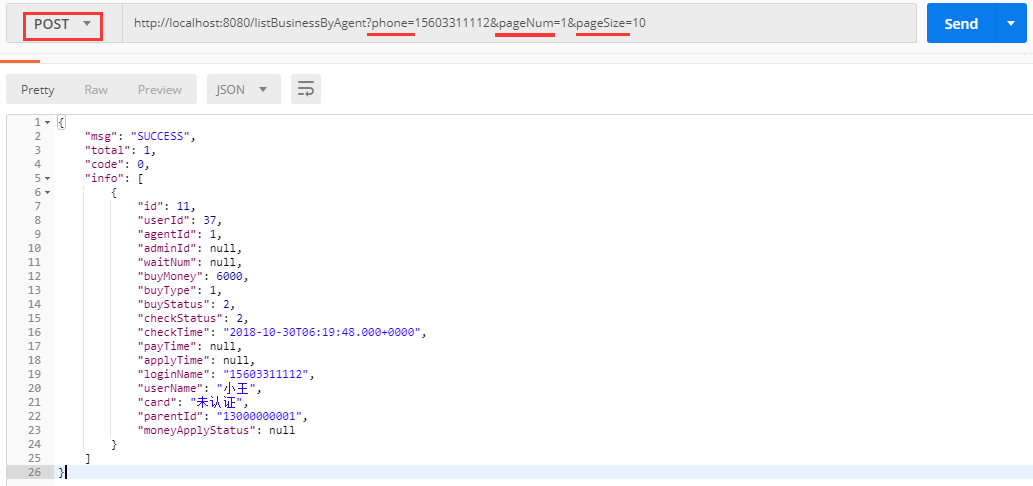 POST http://localhost:8080/listBusinessByAgent?phone=15603311112&pageNum=1&pageSize=10 Send
Pretty Raw Preview JSON
1 {
2 "msg": "SUCCESS",
3 "total": 1,
4 "code": 0,
5 "info": [
6 {
7 "id": 11,
8 "userId": 37,
9 "agentId": 1,
10 "adminId": null,
11 "waitNum": null,
12 "buyMoney": 6000,
13 "buyType": 1,
14 "buyStatus": 2,
15 "checkStatus": 2,
16 "checkTime": "2018-10-30T06:19:48.000+0000",
17 "payTime": null,
18 "applyTime": null,
19 "loginName": "15603311112",
20 "userName": "小王",
21 "card": "未认证",
22 "parentId": "13000000001",
23 "moneyApplyStatus": null
24 }
25 ]
26 }